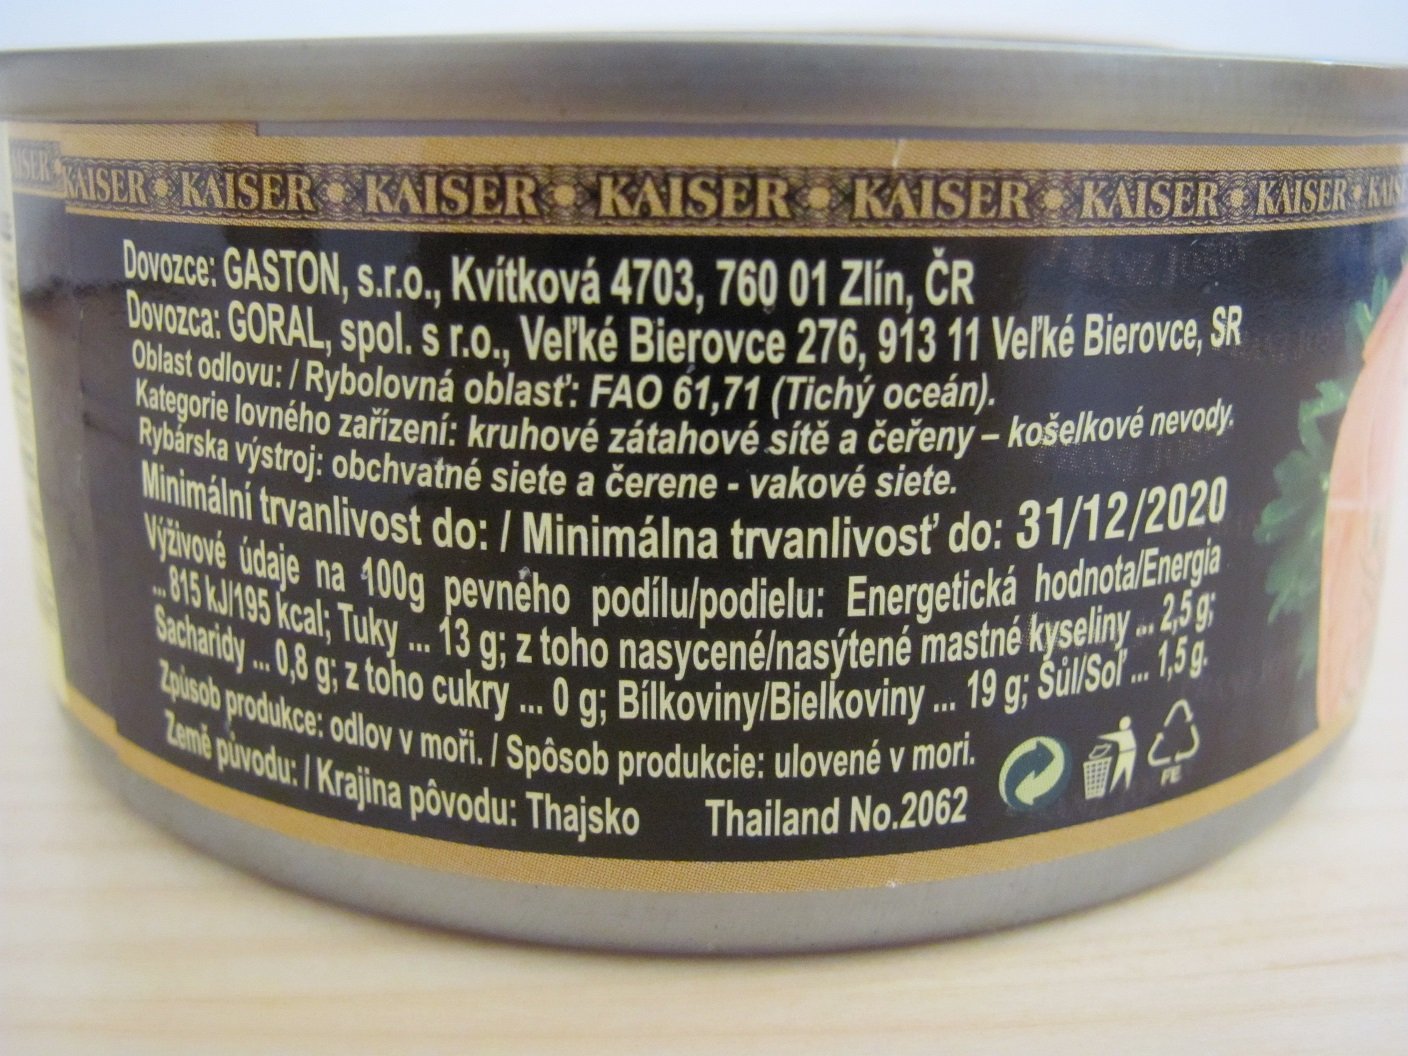 KAISER • KAISER • KAISER • KAISER • KAISER • KAISER • KAISER
Dovozce: GASTON, s.r.o., Kvítková 4703, 760 01 Zlín, ČR
Dovozca: GORAL, spol. s r.o., Veľké Bierovce 276, 913 11 Veľké Bierovce, SR
Oblast odlovu: / Rybolovná oblasť: FAO 61,71 (Tichý oceán).
Kategorie lovného zařízení: kruhové zátahové sítě a čeřeny – košelkové nevody.
Rybárska výstroj: obchvatné siete a čerene - vakové siete.
Minimální trvanlivost do: / Minimálna trvanlivosť do: 31/12/2020
Výživové údaje na 100g pevného podílu/podielu: Energetická hodnota/Energia
... 815 kJ/195 kcal; Tuky ... 13 g; z toho nasycené/nasýtené mastné kyseliny ... 2,5 g;
Sacharidy ... 0,8 g; z toho cukry ... 0 g; Bílkoviny/Bielkoviny ... 19 g; Sůl/Soľ ... 1,5 g.
Způsob produkce: odlov v moři. / Spôsob produkcie: ulovené v mori.
Země původu: / Krajina pôvodu: Thajsko Thailand No.2062
FE